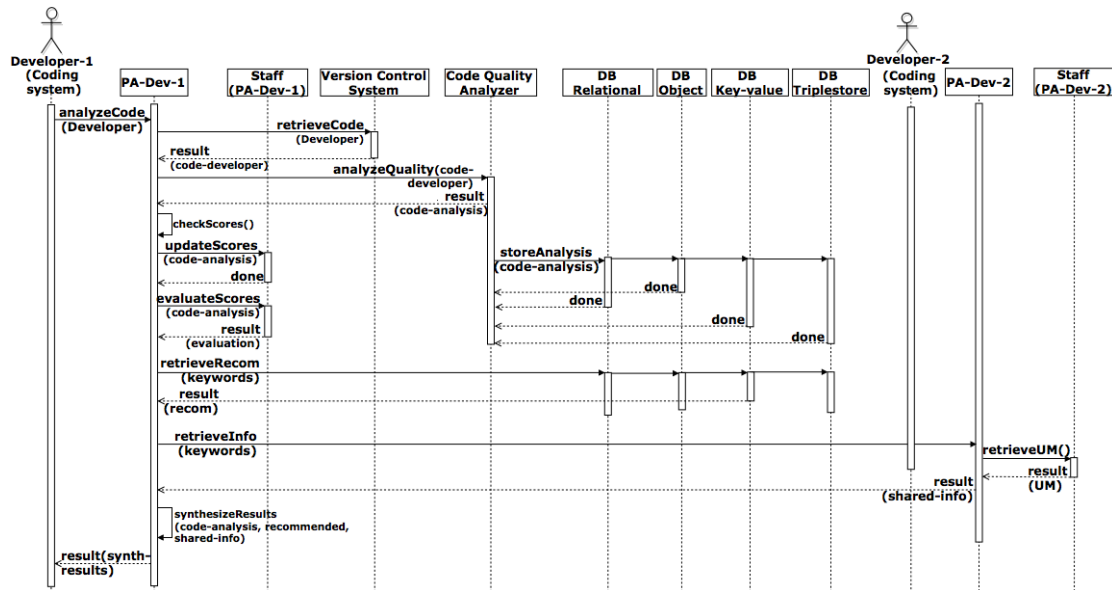 Developer-1
(Coding
system)
PA-Dev-1
Staff
(PA-Dev-1)
Version Control
System
Code Quality
Analyzer
DB
Relational
DB
Object
DB
Key-value
DB
Triplestore
Developer-2
(Coding
system)
PA-Dev-2
Staff
(PA-Dev-2)
analyzeCode
(Developer)
retrieveCode
(Developer)
result
(code-developer)
analyzeQuality(code-
developer)
result
(code-analysis)
checkScores()
updateScores
(code-analysis)
done
storeAnalysis
(code-analysis)
done
done
done
done
evaluateScores
(code-analysis)
result
(evaluation)
retrieveRecom
(keywords)
result
(recom)
retrieveInfo
(keywords)
retrieveUM()
result
(UM)
result
(shared-info)
synthesizeResults
(code-analysis, recommended,
shared-info)
result(synth-
results)